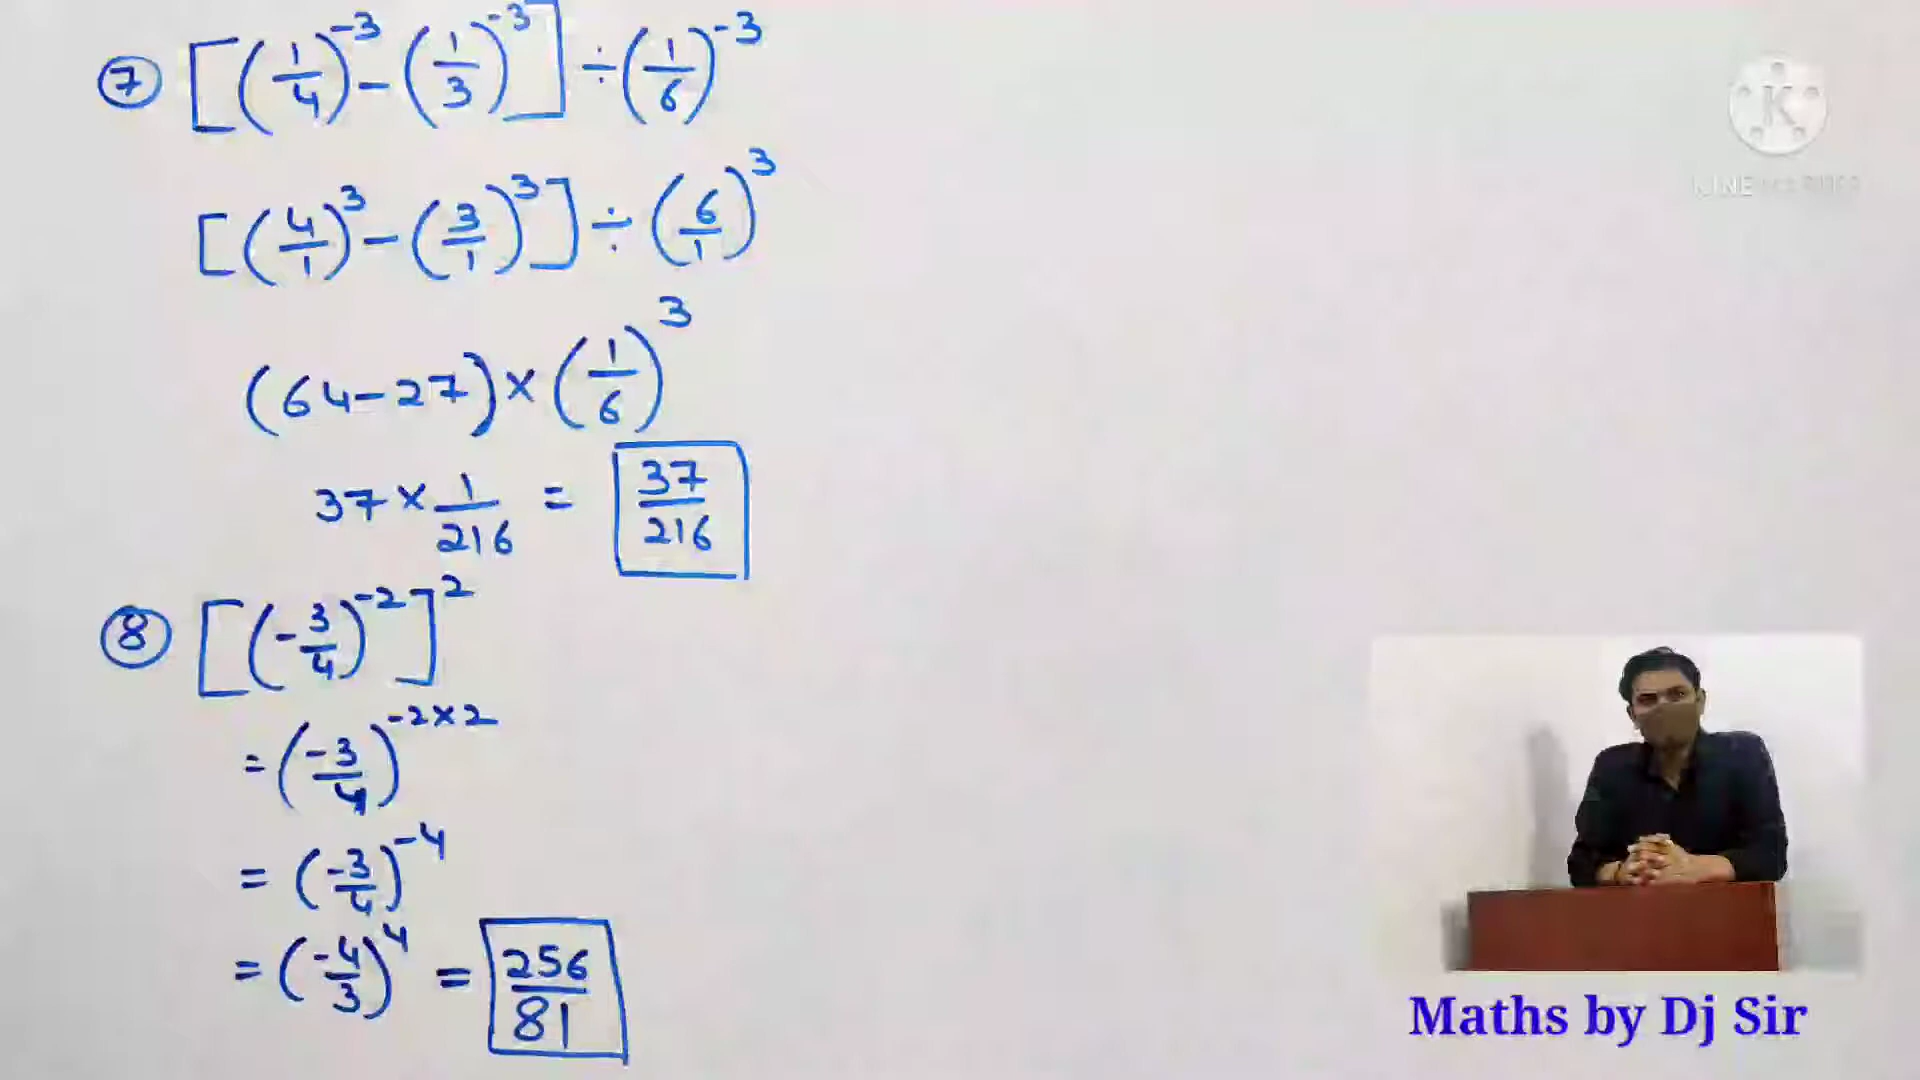 ⑦ [(1/4)⁻³ − (1/3)⁻³] ÷ (1/6)⁻³
[(4/1)³ − (3/1)³] ÷ (6/1)³
(64−27) × (1/6)³
37 × 1/216 = 37/216
⑧ [(-3/4)⁻²]²
= (-3/4)⁻²ˣ²
= (-3/4)⁻⁴
= (-4/3)⁴ = 256/81
K
KINEMASTER
Maths by Dj Sir